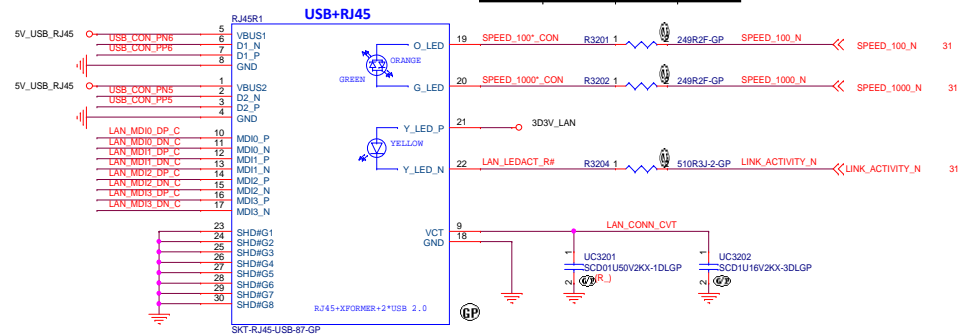 USB+RJ45
RJ45R1
5V_USB_RJ45
USB_CON_PN6
USB_CON_PP6
5
6
7
8
VBUS1
D1_N
D1_P
GND
5V_USB_RJ45
USB_CON_PN5
USB_CON_PP5
1
2
3
4
VBUS2
D2_N
D2_P
GND
LAN_MDI0_DP_C 10 MDI0_P
LAN_MDI0_DN_C 11 MDI0_N
LAN_MDI1_DP_C 12 MDI1_P
LAN_MDI1_DN_C 13 MDI1_N
LAN_MDI2_DP_C 14 MDI2_P
LAN_MDI2_DN_C 15 MDI2_N
LAN_MDI3_DP_C 16 MDI3_P
LAN_MDI3_DN_C 17 MDI3_N
23 SHD#G1
24 SHD#G2
25 SHD#G3
26 SHD#G4
27 SHD#G5
28 SHD#G6
29 SHD#G7
30 SHD#G8
O_LED 19 SPEED_100*_CON R3201 1 2 249R2F-GP SPEED_100_N SPEED_100_N 31
ORANGE
GREEN
G_LED 20 SPEED_1000*_CON R3202 1 2 249R2F-GP SPEED_1000_N SPEED_1000_N 31
Y_LED_P 21 3D3V_LAN
YELLOW
Y_LED_N 22 LAN_LEDACT_R# R3204 1 2 510R3J-2-GP LINK_ACTIVITY_N LINK_ACTIVITY_N 31
VCT 9 LAN_CONN_CVT
GND 18
1
UC3201
SCD01U50V2KX-1DLGP
(R_)
2
1
UC3202
SCD1U16V2KX-3DLGP
2
RJ45+XFORMER+2*USB 2.0
GP
SKT-RJ45-USB-87-GP